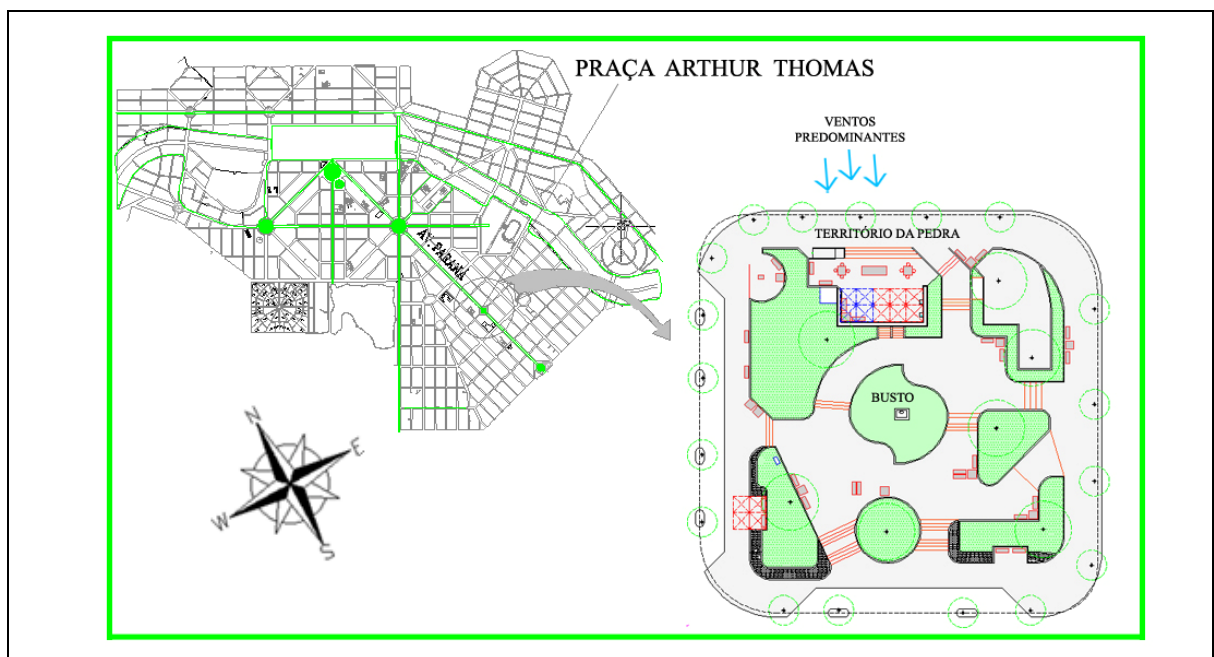 PRAÇA ARTHUR THOMAS
VENTOS
PREDOMINANTES
TERRITÓRIO DA PEDRA
AV. PARANÁ
BUSTO
N
E
W
S